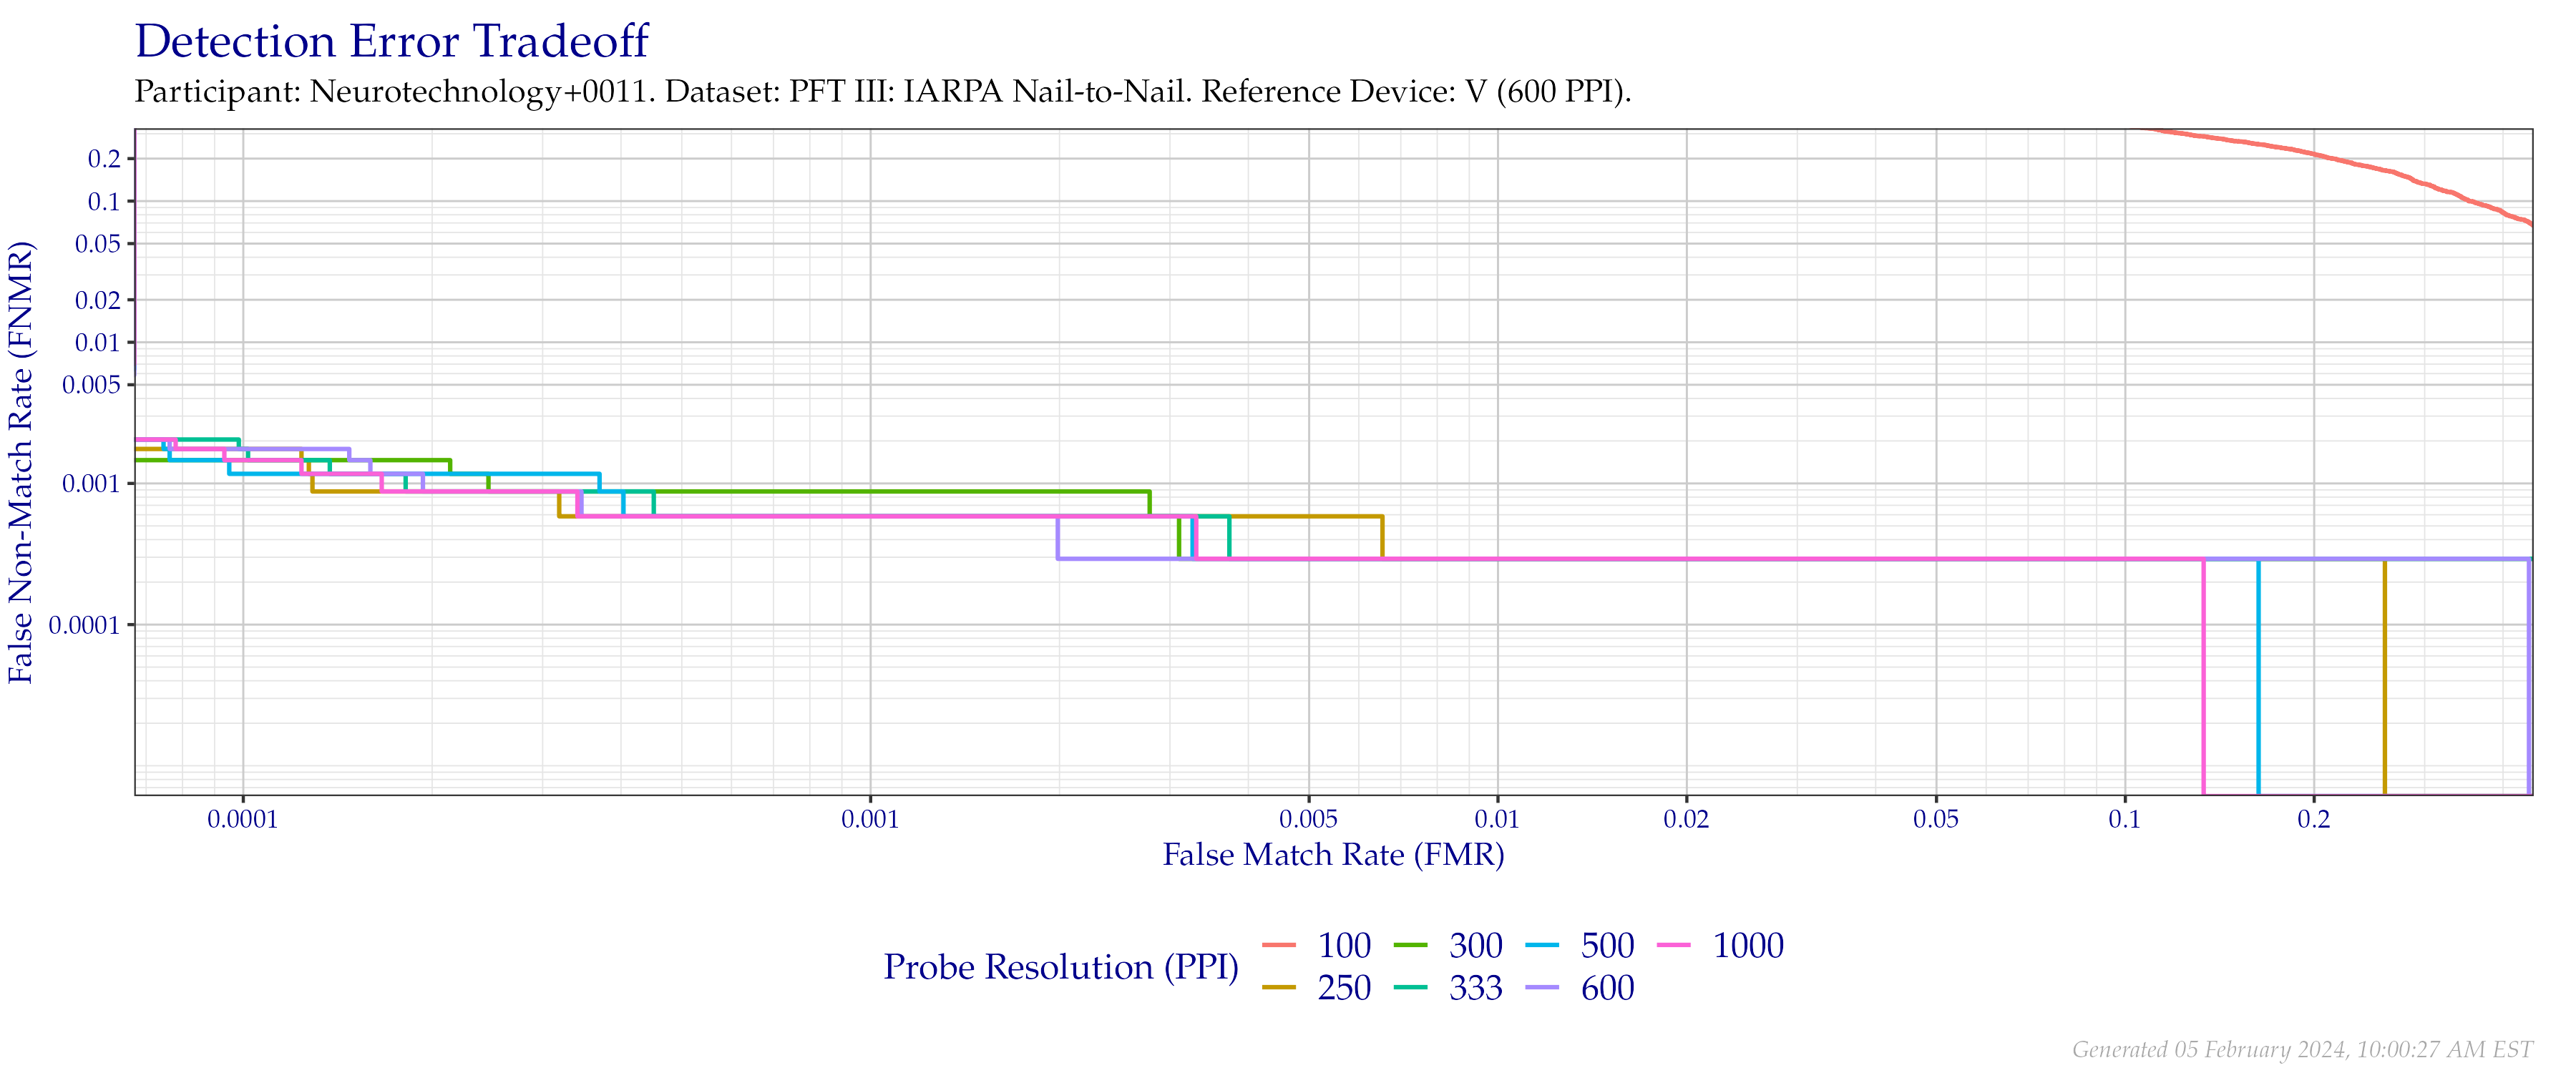 Detection Error Tradeoff
Participant: Neurotechnology+0011. Dataset: PFT III: IARPA Nail-to-Nail. Reference Device: V (600 PPI).
False Non-Match Rate (FNMR)
0.2
0.1
0.05
0.02
0.01
0.005
0.001
0.0001
0.0001 0.001 0.005 0.01 0.02 0.05 0.1 0.2
False Match Rate (FMR)
Probe Resolution (PPI)
100 300 500 1000
250 333 600
Generated 05 February 2024, 10:00:27 AM EST